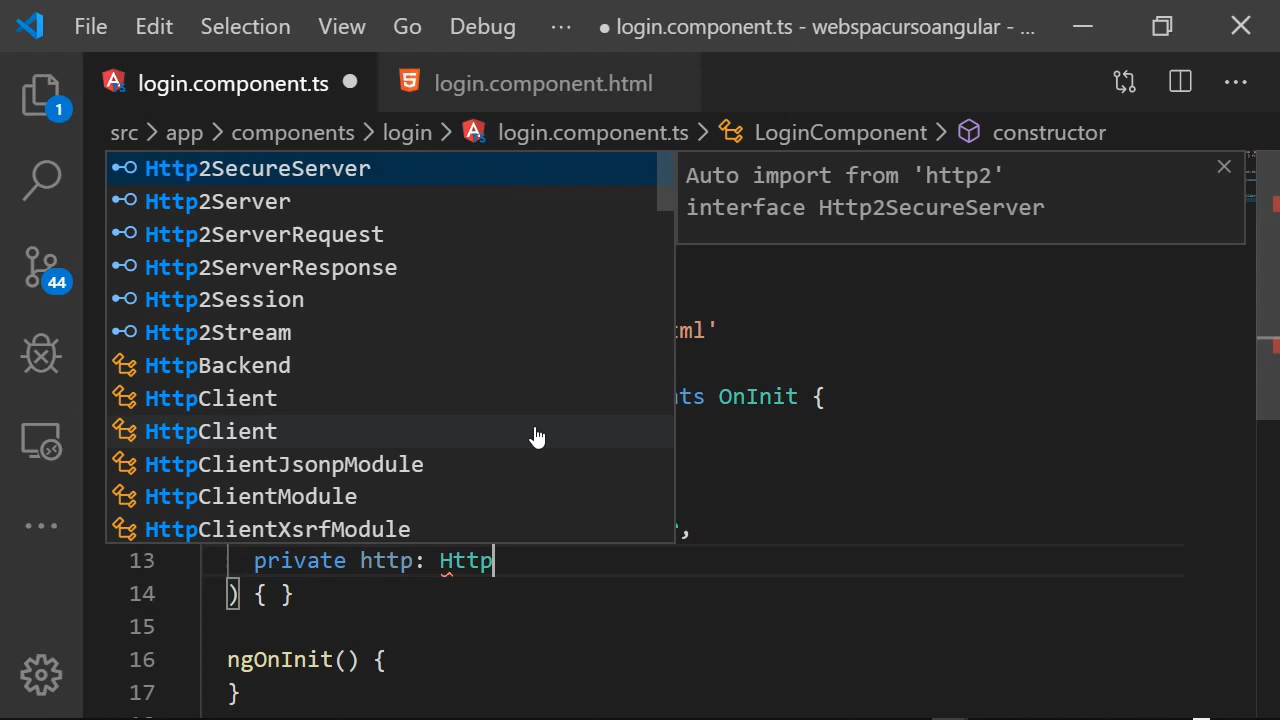 File Edit Selection View Go Debug ··· ● login.component.ts - webspacursoangular - ...
login.component.ts ● login.component.html ···
1
src > app > components > login > login.component.ts > LoginComponent > constructor
Http2SecureServer
Auto import from 'http2'
Http2Server
interface Http2SecureServer
Http2ServerRequest
Http2ServerResponse
44
Http2Session
Http2Stream
ml'
HttpBackend
HttpClient
ts OnInit {
HttpClient
HttpClientJsonpModule
HttpClientModule
HttpClientXsrfModule
,
13 private http: Http
14 ) { }
15
16 ngOnInit() {
17 }